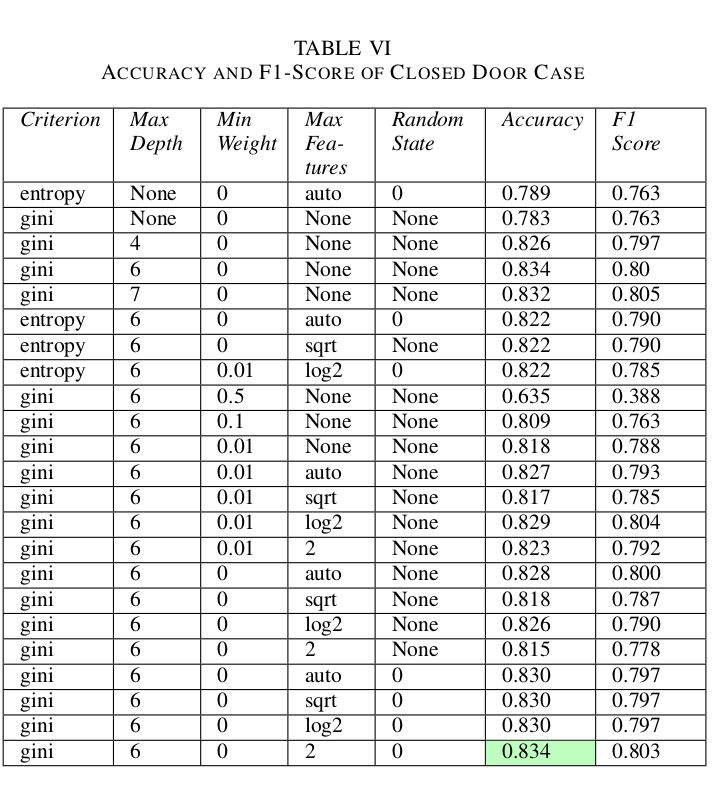 TABLE VI
ACCURACY AND F1-SCORE OF CLOSED DOOR CASE
Criterion Max Depth Min Weight Max Fea-tures Random State Accuracy F1 Score
entropy None 0 auto 0 0.789 0.763
gini None 0 None None 0.783 0.763
gini 4 0 None None 0.826 0.797
gini 6 0 None None 0.834 0.80
gini 7 0 None None 0.832 0.805
entropy 6 0 auto 0 0.822 0.790
entropy 6 0 sqrt None 0.822 0.790
entropy 6 0.01 log2 0 0.822 0.785
gini 6 0.5 None None 0.635 0.388
gini 6 0.1 None None 0.809 0.763
gini 6 0.01 None None 0.818 0.788
gini 6 0.01 auto None 0.827 0.793
gini 6 0.01 sqrt None 0.817 0.785
gini 6 0.01 log2 None 0.829 0.804
gini 6 0.01 2 None 0.823 0.792
gini 6 0 auto None 0.828 0.800
gini 6 0 sqrt None 0.818 0.787
gini 6 0 log2 None 0.826 0.790
gini 6 0 2 None 0.815 0.778
gini 6 0 auto 0 0.830 0.797
gini 6 0 sqrt 0 0.830 0.797
gini 6 0 log2 0 0.830 0.797
gini 6 0 2 0 0.834 0.803